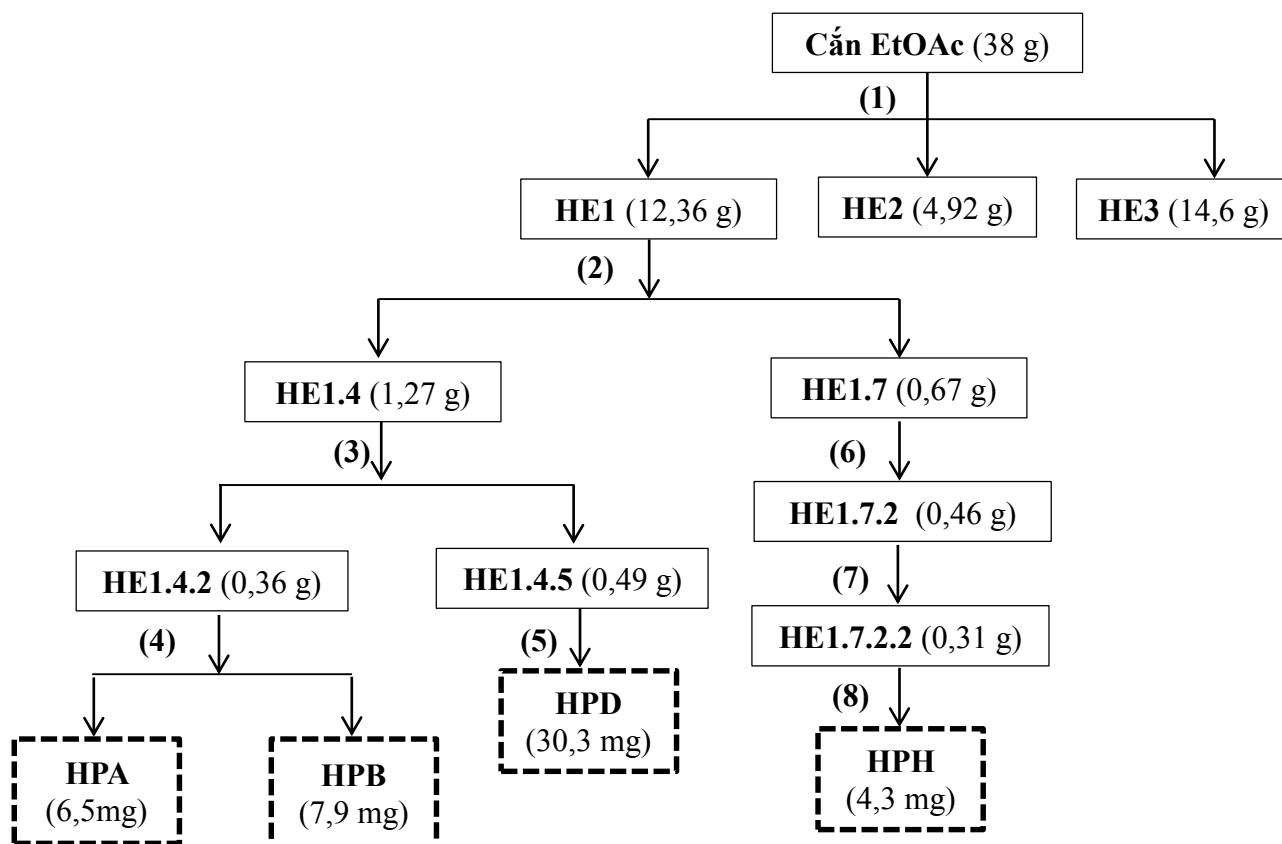 Cắn EtOAc (38 g)
(1)
HE1 (12,36 g)
HE2 (4,92 g)
HE3 (14,6 g)
(2)
HE1.4 (1,27 g)
HE1.7 (0,67 g)
(3)
(6)
HE1.7.2 (0,46 g)
HE1.4.2 (0,36 g)
HE1.4.5 (0,49 g)
(7)
(4)
(5)
HE1.7.2.2 (0,31 g)
(8)
HPD
(30,3 mg)
HPA
(6,5mg)
HPB
(7,9 mg)
HPH
(4,3 mg)